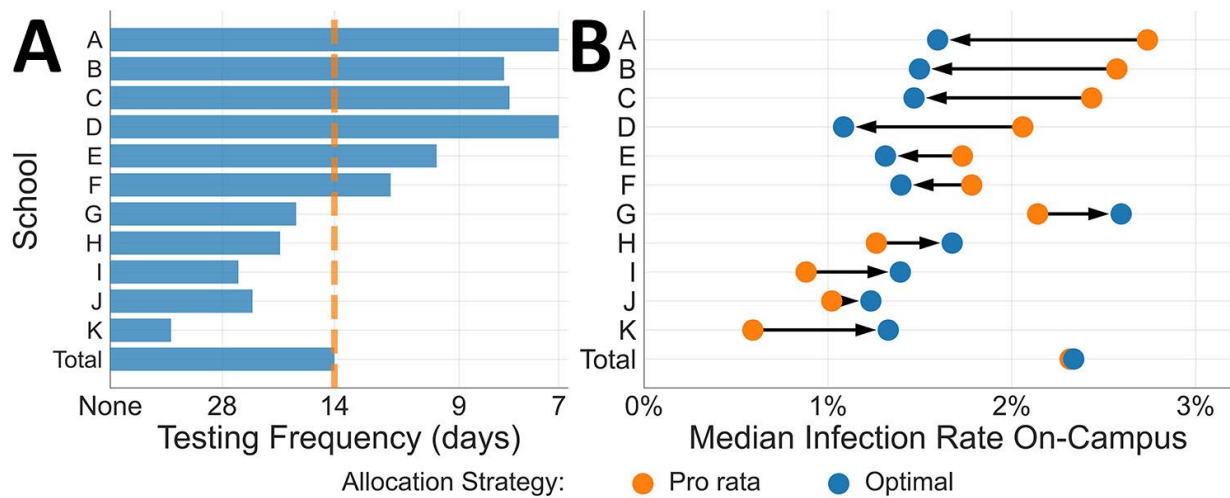 A
School
A
B
C
D
E
F
G
H
I
J
K
Total
None 28 14 9 7
Testing Frequency (days)
B
A
B
C
D
E
F
G
H
I
J
K
Total
0% 1% 2% 3%
Median Infection Rate On-Campus
Allocation Strategy: Pro rata Optimal